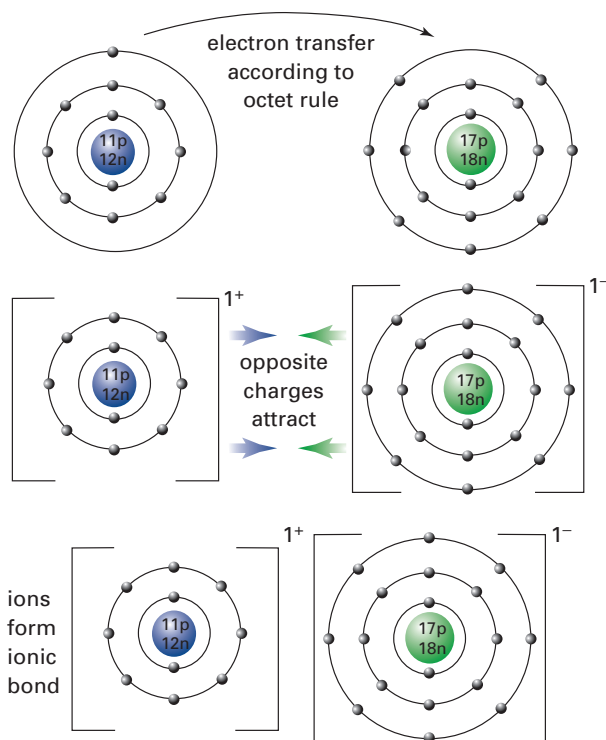 electron transfer
according to
octet rule
11p
12n
17p
18n
1+
1−
11p
12n
opposite
charges
attract
17p
18n
1+
1−
ions
form
ionic
bond
11p
12n
17p
18n